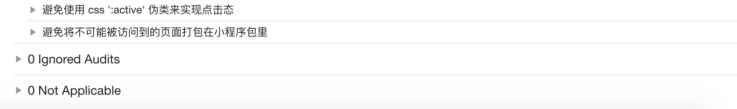 避免使用 css ':active' 伪类来实现点击态
避免将不可能被访问到的页面打包在小程序包里
0 Ignored Audits
0 Not Applicable